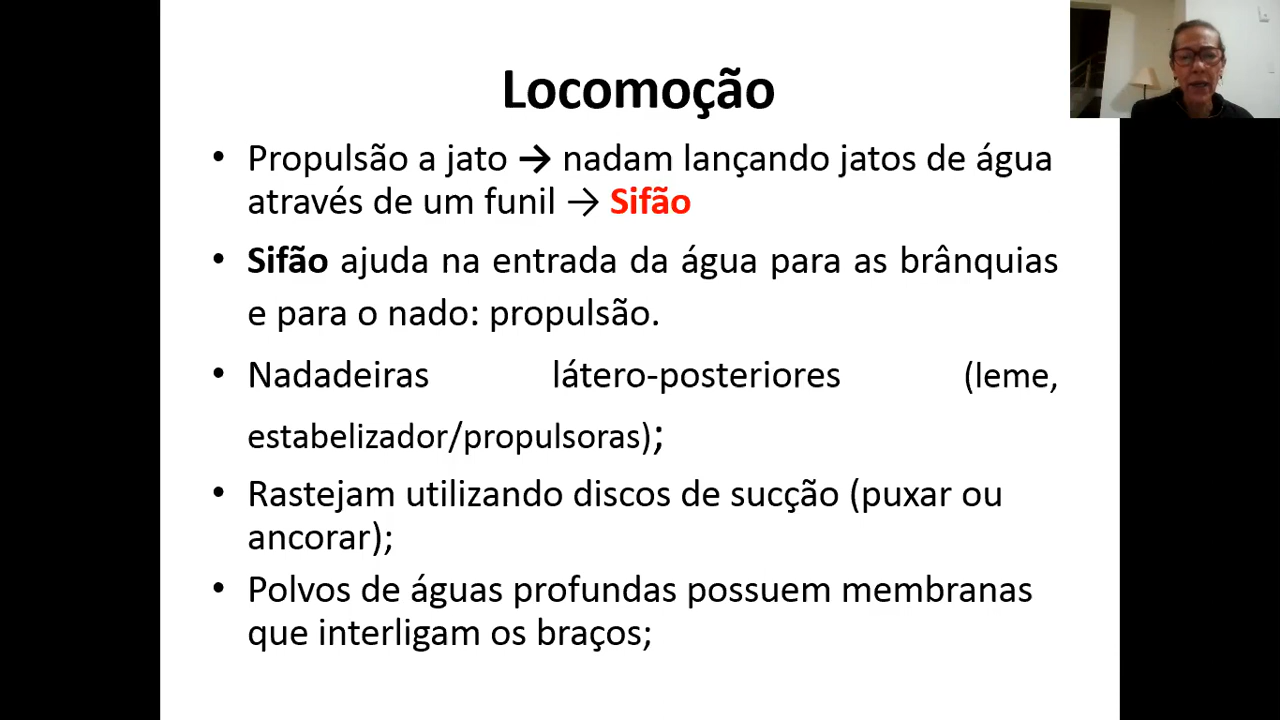 Locomoção
• Propulsão a jato → nadam lançando jatos de água
através de um funil → Sifão
• Sifão ajuda na entrada da água para as brânquias
e para o nado: propulsão.
• Nadadeiras látero-posteriores (leme,
estabelizador/propulsoras);
• Rastejam utilizando discos de sucção (puxar ou
ancorar);
• Polvos de águas profundas possuem membranas
que interligam os braços;